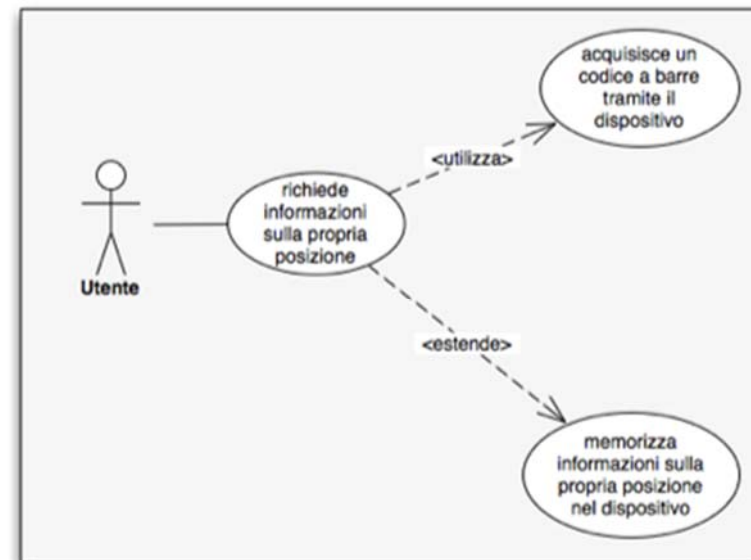 acquisisce un
codice a barre
tramite il
dispositivo
<utilizza>
richiede
informazioni
sulla propria
posizione
Utente
<estende>
memorizza
informazioni sulla
propria posizione
nel dispositivo